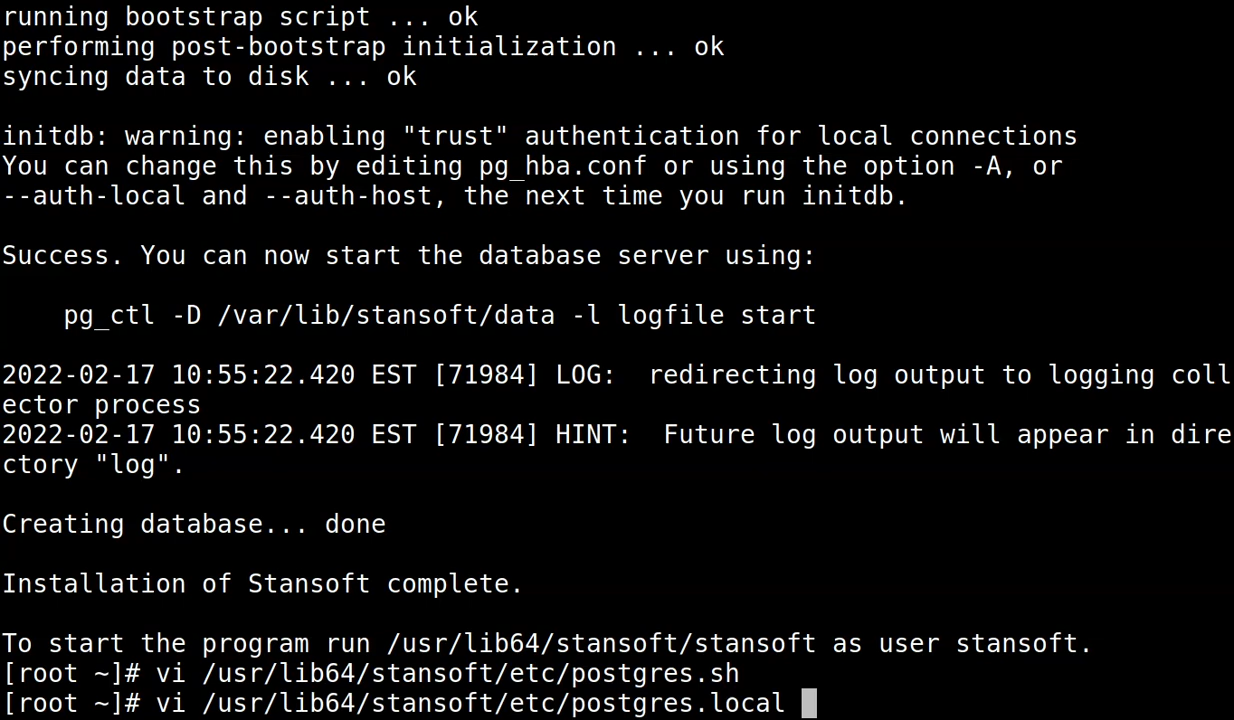 running bootstrap script ... ok
performing post-bootstrap initialization ... ok
syncing data to disk ... ok
initdb: warning: enabling "trust" authentication for local connections
You can change this by editing pg_hba.conf or using the option -A, or
--auth-local and --auth-host, the next time you run initdb.
Success. You can now start the database server using:
    pg_ctl -D /var/lib/stansoft/data -l logfile start
2022-02-17 10:55:22.420 EST [71984] LOG:  redirecting log output to logging coll
ector process
2022-02-17 10:55:22.420 EST [71984] HINT:  Future log output will appear in dire
ctory "log".
Creating database... done
Installation of Stansoft complete.
To start the program run /usr/lib64/stansoft/stansoft as user stansoft.
[root ~]# vi /usr/lib64/stansoft/etc/postgres.sh
[root ~]# vi /usr/lib64/stansoft/etc/postgres.local